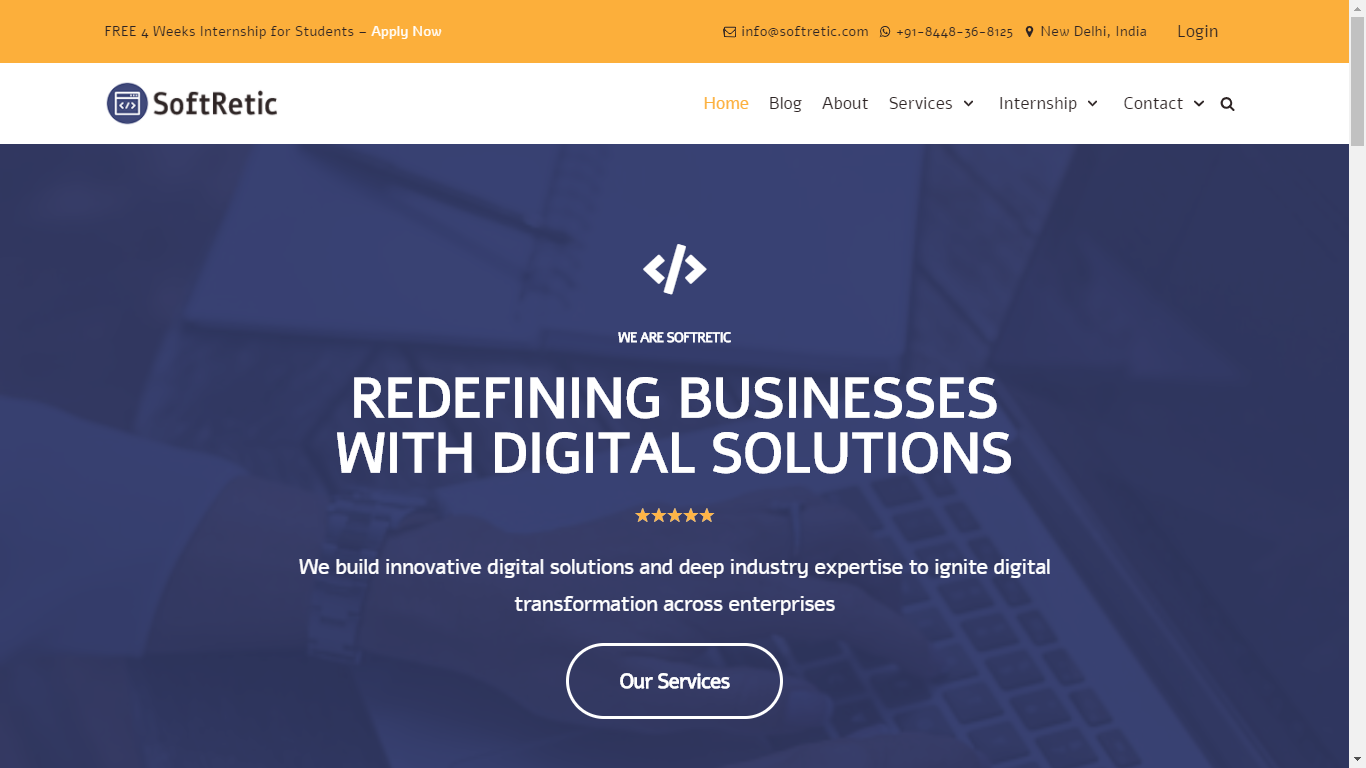 FREE 4 Weeks Internship for Students – Apply Now
info@softretic.com +91-8448-36-8125 New Delhi, India Login
SoftRetic
Home Blog About Services Internship Contact
WE ARE SOFTRETIC
REDEFINING BUSINESSES
WITH DIGITAL SOLUTIONS
We build innovative digital solutions and deep industry expertise to ignite digital
transformation across enterprises
Our Services